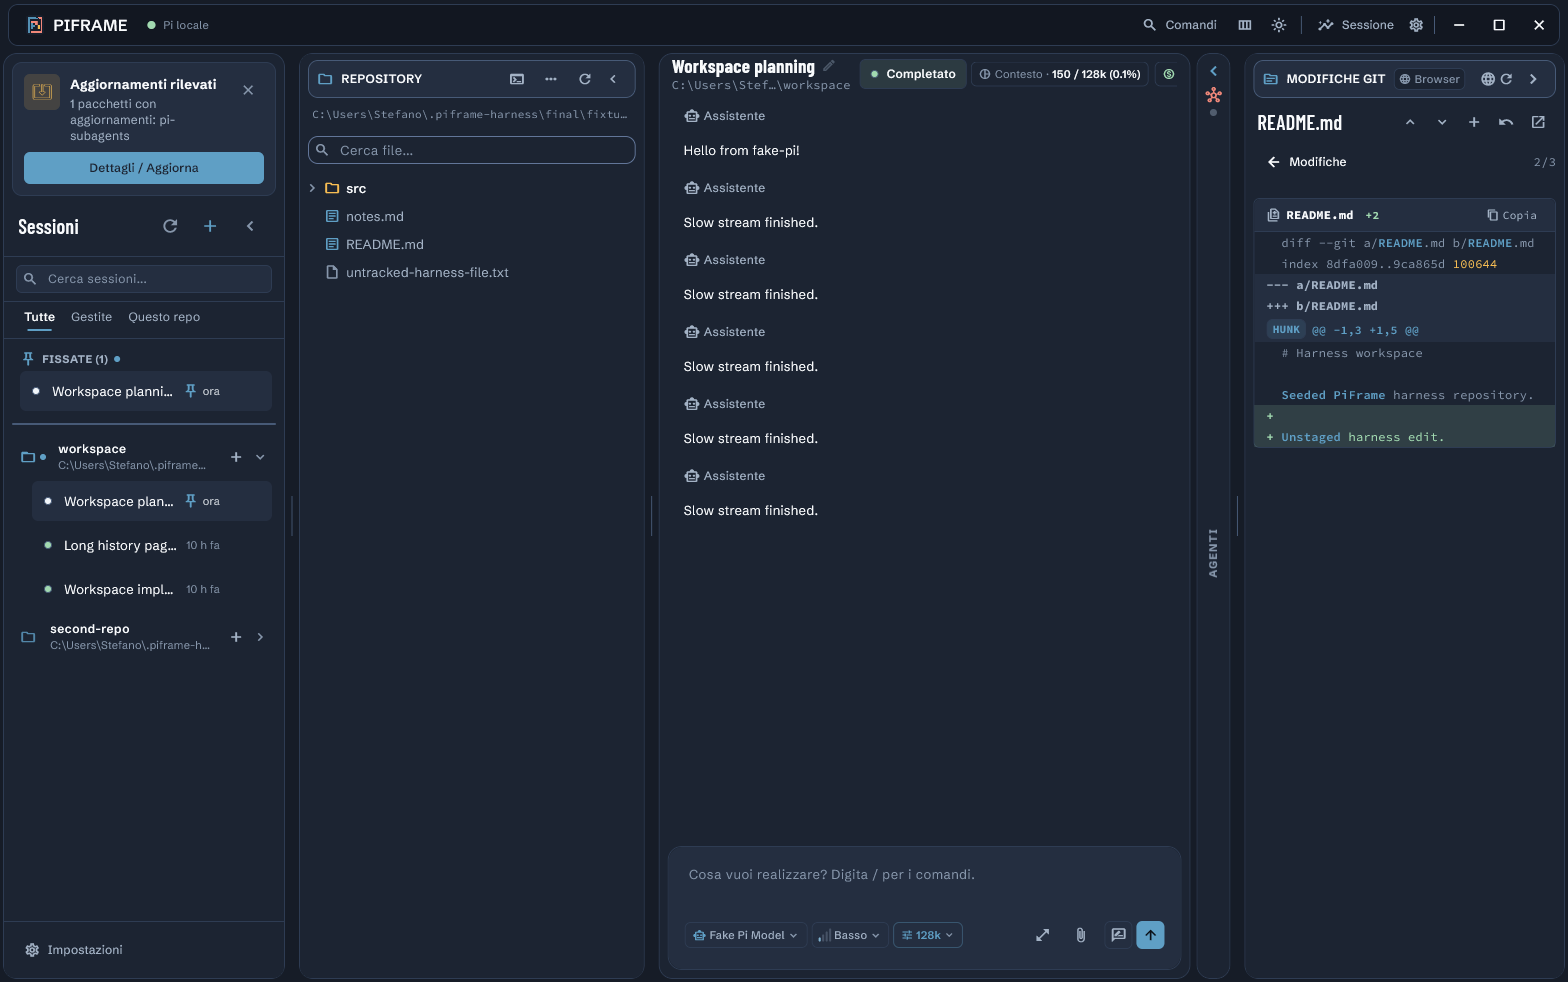 PIFRAME
Pi locale
Comandi
Sessione
Aggiornamenti rilevati
1 pacchetti con
aggiornamenti: pi-
subagents
Dettagli / Aggiorna
Sessioni
Cerca sessioni...
Tutte
Gestite
Questo repo
FISSATE (1)
Workspace planni...
ora
workspace
C:\Users\Stefano\.piframe...
Workspace plan...
ora
Long history pag...
10 h fa
Workspace impl...
10 h fa
second-repo
C:\Users\Stefano\.piframe-h...
Impostazioni
REPOSITORY
C:\Users\Stefano\.piframe-harness\final\fixtu...
Cerca file...
src
notes.md
README.md
untracked-harness-file.txt
Workspace planning
C:\Users\Stef…\workspace
Completato
Contesto · 150 / 128k (0.1%)
Assistente
Hello from fake-pi!
Assistente
Slow stream finished.
Assistente
Slow stream finished.
Assistente
Slow stream finished.
Assistente
Slow stream finished.
Assistente
Slow stream finished.
Cosa vuoi realizzare? Digita / per i comandi.
Fake Pi Model
Basso
128k
AGENTI
MODIFICHE GIT
Browser
README.md
Modifiche
2/3
README.md +2
Copia
diff --git a/README.md b/README.md
index 8dfa009..9ca865d 100644
--- a/README.md
+++ b/README.md
HUNK @@ -1,3 +1,5 @@
# Harness workspace
Seeded PiFrame harness repository.
+
+ Unstaged harness edit.